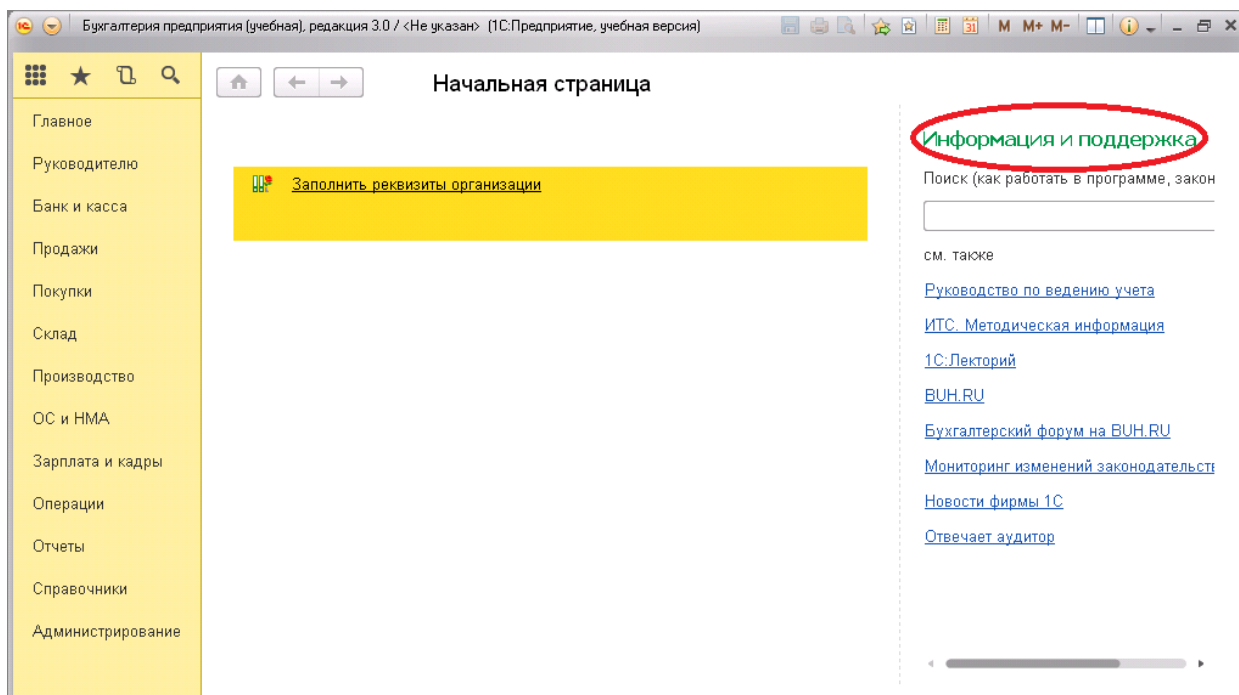 Бухгалтерия предприятия (учебная), редакция 3.0 / <Не указан> (1С:Предприятие, учебная версия)
M M+ M-
31
Начальная страница
Главное
Руководителю
Банк и касса
Продажи
Покупки
Склад
Производство
ОС и НМА
Зарплата и кадры
Операции
Отчеты
Справочники
Администрирование
Заполнить реквизиты организации
Информация и поддержка
Поиск (как работать в программе, закон
см. также
Руководство по ведению учета
ИТС. Методическая информация
1С:Лекторий
BUH.RU
Бухгалтерский форум на BUH.RU
Мониторинг изменений законодательств
Новости фирмы 1С
Отвечает аудитор